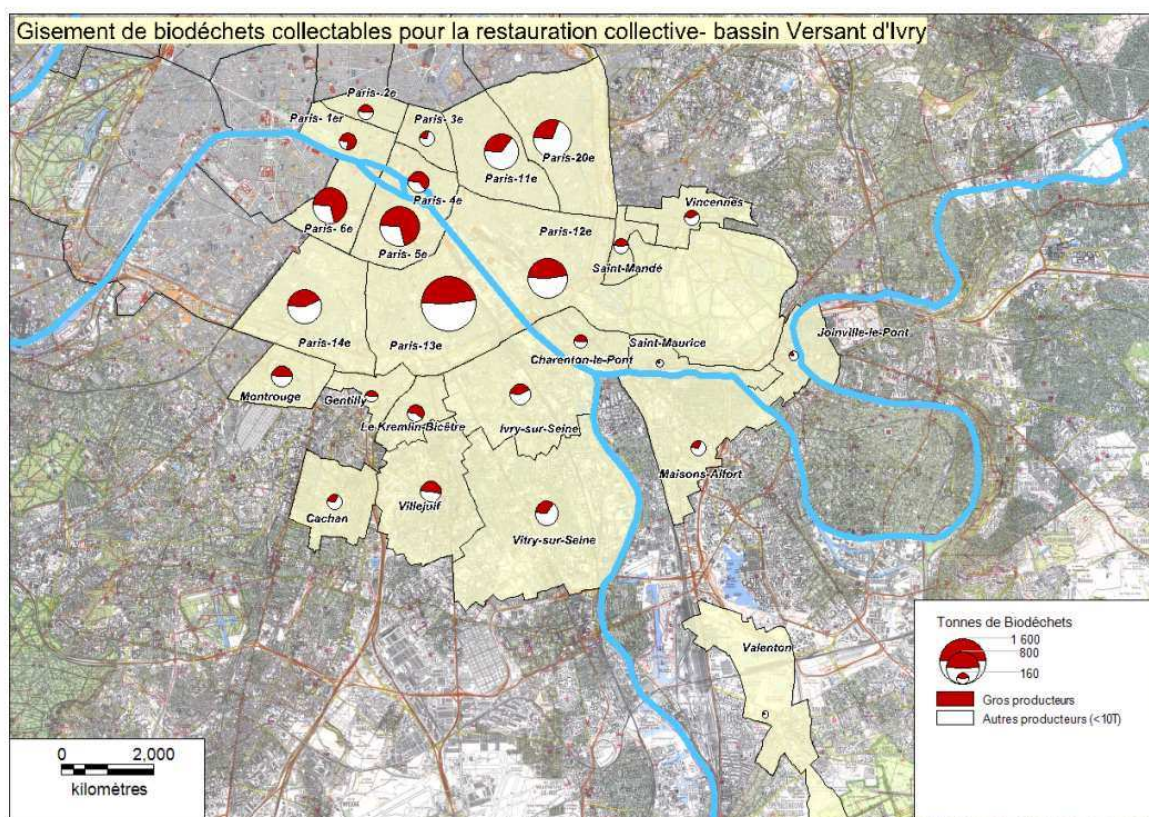 Gisement de biodéchets collectables pour la restauration collective- bassin Versant d'Ivry
Paris- 2e
Paris- 1er
Paris- 3e
Paris-11e
Paris-20e
Paris- 4e
Paris- 6e
Paris- 5e
Paris-12e
Vincennes
Saint-Mandé
Paris-14e
Paris-13e
Charenton-le-Pont
Saint-Maurice
Joinville-le-Pont
Montrouge
Gentilly
Le Kremlin-Bicêtre
Ivry-sur-Seine
Maisons-Alfort
Cachan
Villejuif
Vitry-sur-Seine
Valenton
Tonnes de Biodéchets
1 600
800
160
Gros producteurs
Autres producteurs (<10T)
0 2,000
kilomètres